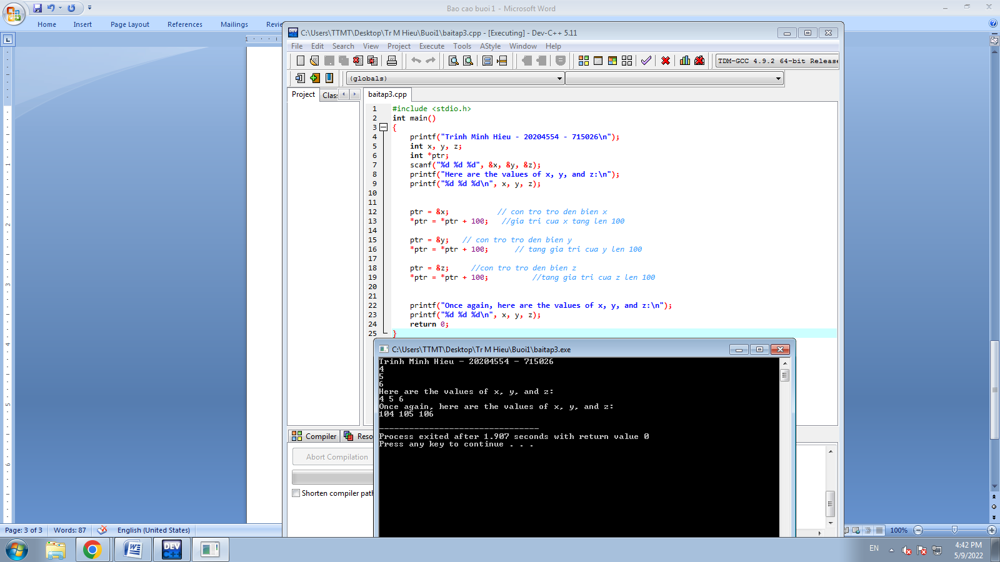 Bao cao buoi 1 - Microsoft Word
Home Insert Page Layout References Mailings Revie
C:\Users\TTMT\Desktop\Tr M Hieu\Buoi1\baitap3.cpp - [Executing] - Dev-C++ 5.11
File Edit Search View Project Execute Tools AStyle Window Help
TDM-GCC 4.9.2 64-bit Release
(globals)
Project Clas baitap3.cpp
1 #include <stdio.h>
2 int main()
3 {
4 printf("Trinh Minh Hieu - 20204554 - 715026\n");
5 int x, y, z;
6 int *ptr;
7 scanf("%d %d %d", &x, &y, &z);
8 printf("Here are the values of x, y, and z:\n");
9 printf("%d %d %d\n", x, y, z);
10
11
12 ptr = &x; // con tro tro den bien x
13 *ptr = *ptr + 100; //gia tri cua x tang len 100
14
15 ptr = &y; // con tro tro den bien y
16 *ptr = *ptr + 100; // tang gia tri cua y len 100
17
18 ptr = &z; //con tro tro den bien z
19 *ptr = *ptr + 100; //tang gia tri cua z len 100
20
21
22 printf("Once again, here are the values of x, y, and z:\n");
23 printf("%d %d %d\n", x, y, z);
24 return 0;
25 }
C:\Users\TTMT\Desktop\Tr M Hieu\Buoi1\baitap3.exe
Trinh Minh Hieu - 20204554 - 715026
4
5
6
Here are the values of x, y, and z:
4 5 6
Once again, here are the values of x, y, and z:
104 105 106
--------------------------------
Process exited after 1.907 seconds with return value 0
Press any key to continue . . .
Compiler Reso
Abort Compilation
Shorten compiler path
Page: 3 of 3 Words: 87 English (United States) 100%
EN 4:42 PM
5/9/2022
DEV
C++